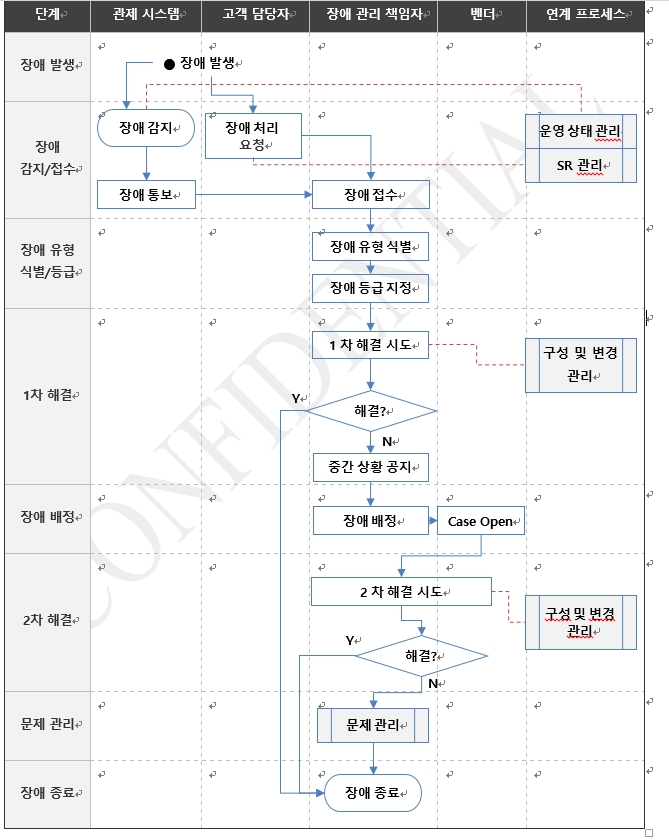 단계 관제 시스템 고객 담당자 장애 관리 책임자 벤더 연계 프로세스
장애 발생
● 장애 발생
장애
감지/접수
장애 감지
장애 처리
요청
운영 상태 관리
SR 관리
장애 통보
장애 접수
장애 유형
식별/등급
장애 유형 식별
장애 등급 지정
1차 해결
1 차 해결 시도
구성 및 변경
관리
Y
해결?
N
중간 상황 공지
장애 배정
장애 배정
Case Open
2차 해결
2 차 해결 시도
구성 및 변경
관리
Y
해결?
N
문제 관리
문제 관리
장애 종료
장애 종료
CONFIDENTIAL